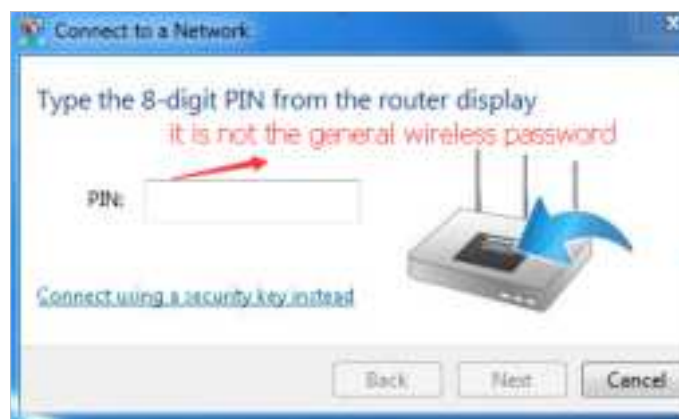 Connect to a Network
Type the 8-digit PIN from the router display
it is not the general wireless password
PIN:
Connect using a security key instead
Back
Next
Cancel